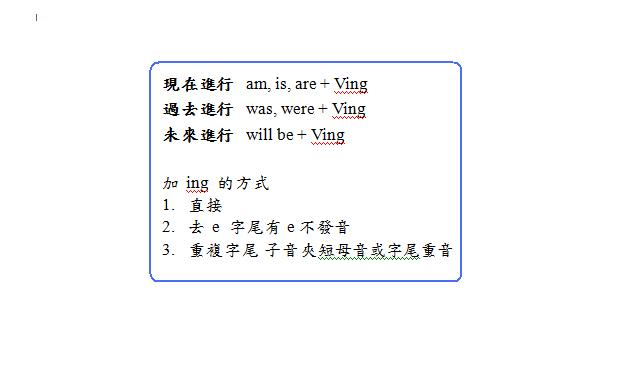 現在進行 am, is, are + Ving
過去進行 was, were + Ving
未來進行 will be + Ving
加 ing 的方式
1. 直接
2. 去 e 字尾有 e 不發音
3. 重複字尾 子音夾短母音或字尾重音